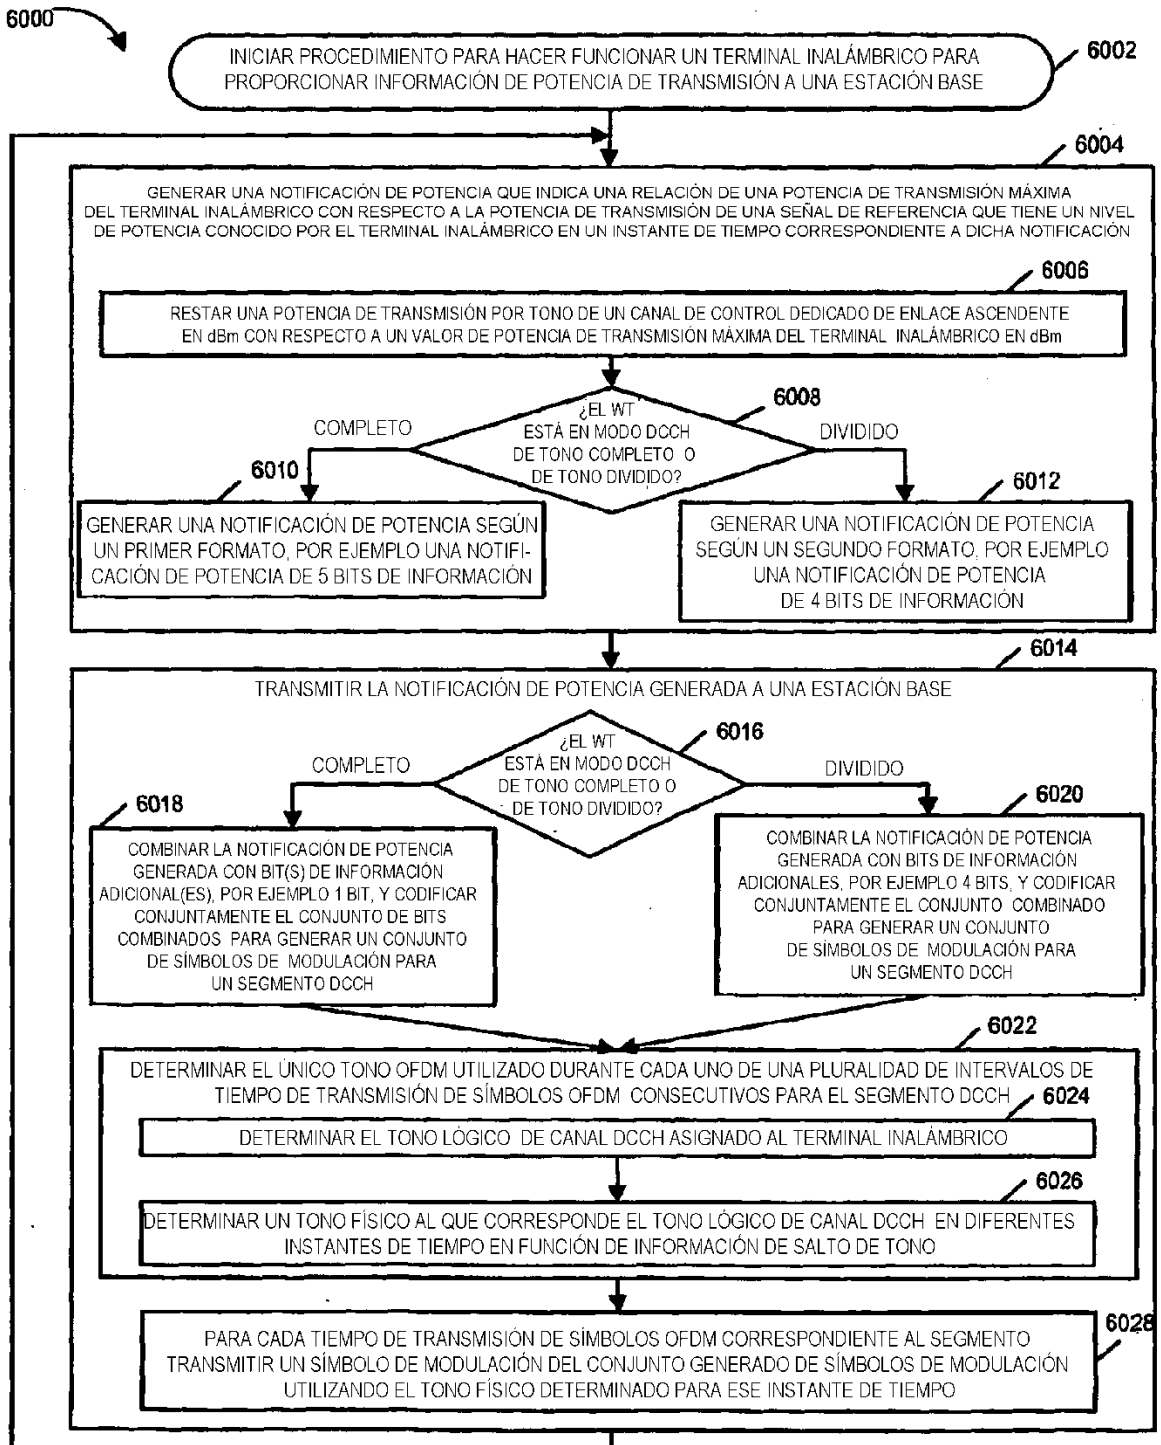 6000
INICIAR PROCEDIMIENTO PARA HACER FUNCIONAR UN TERMINAL INALÁMBRICO PARA
PROPORCIONAR INFORMACIÓN DE POTENCIA DE TRANSMISIÓN A UNA ESTACIÓN BASE
6002
6004
GENERAR UNA NOTIFICACIÓN DE POTENCIA QUE INDICA UNA RELACIÓN DE UNA POTENCIA DE TRANSMISIÓN MÁXIMA
DEL TERMINAL INALÁMBRICO CON RESPECTO A LA POTENCIA DE TRANSMISIÓN DE UNA SEÑAL DE REFERENCIA QUE TIENE UN NIVEL
DE POTENCIA CONOCIDO POR EL TERMINAL INALÁMBRICO EN UN INSTANTE DE TIEMPO CORRESPONDIENTE A DICHA NOTIFICACIÓN
6006
RESTAR UNA POTENCIA DE TRANSMISIÓN POR TONO DE UN CANAL DE CONTROL DEDICADO DE ENLACE ASCENDENTE
EN dBm CON RESPECTO A UN VALOR DE POTENCIA DE TRANSMISIÓN MÁXIMA DEL TERMINAL INALÁMBRICO EN dBm
6008
¿EL WT
ESTÁ EN MODO DCCH
DE TONO COMPLETO O
DE TONO DIVIDIDO?
COMPLETO
DIVIDIDO
6010
GENERAR UNA NOTIFICACIÓN DE POTENCIA SEGÚN
UN PRIMER FORMATO, POR EJEMPLO UNA NOTIFI-
CACIÓN DE POTENCIA DE 5 BITS DE INFORMACIÓN
6012
GENERAR UNA NOTIFICACIÓN DE POTENCIA
SEGÚN UN SEGUNDO FORMATO, POR EJEMPLO
UNA NOTIFICACIÓN DE POTENCIA
DE 4 BITS DE INFORMACIÓN
6014
TRANSMITIR LA NOTIFICACIÓN DE POTENCIA GENERADA A UNA ESTACIÓN BASE
6016
¿EL WT
ESTÁ EN MODO DCCH
DE TONO COMPLETO O
DE TONO DIVIDIDO?
COMPLETO
DIVIDIDO
6018
COMBINAR LA NOTIFICACIÓN DE POTENCIA
GENERADA CON BIT(S) DE INFORMACIÓN
ADICIONAL(ES), POR EJEMPLO 1 BIT, Y CODIFICAR
CONJUNTAMENTE EL CONJUNTO DE BITS
COMBINADOS PARA GENERAR UN CONJUNTO
DE SÍMBOLOS DE MODULACIÓN PARA
UN SEGMENTO DCCH
6020
COMBINAR LA NOTIFICACIÓN DE POTENCIA
GENERADA CON BITS DE INFORMACIÓN
ADICIONALES, POR EJEMPLO 4 BITS, Y CODIFICAR
CONJUNTAMENTE EL CONJUNTO COMBINADO
PARA GENERAR UN CONJUNTO
DE SÍMBOLOS DE MODULACIÓN PARA
UN SEGMENTO DCCH
6022
DETERMINAR EL ÚNICO TONO OFDM UTILIZADO DURANTE CADA UNO DE UNA PLURALIDAD DE INTERVALOS DE
TIEMPO DE TRANSMISIÓN DE SÍMBOLOS OFDM CONSECUTIVOS PARA EL SEGMENTO DCCH
6024
DETERMINAR EL TONO LÓGICO DE CANAL DCCH ASIGNADO AL TERMINAL INALÁMBRICO
6026
DETERMINAR UN TONO FÍSICO AL QUE CORRESPONDE EL TONO LÓGICO DE CANAL DCCH EN DIFERENTES
INSTANTES DE TIEMPO EN FUNCIÓN DE INFORMACIÓN DE SALTO DE TONO
6028
PARA CADA TIEMPO DE TRANSMISIÓN DE SÍMBOLOS OFDM CORRESPONDIENTE AL SEGMENTO
TRANSMITIR UN SÍMBOLO DE MODULACIÓN DEL CONJUNTO GENERADO DE SÍMBOLOS DE MODULACIÓN
UTILIZANDO EL TONO FÍSICO DETERMINADO PARA ESE INSTANTE DE TIEMPO